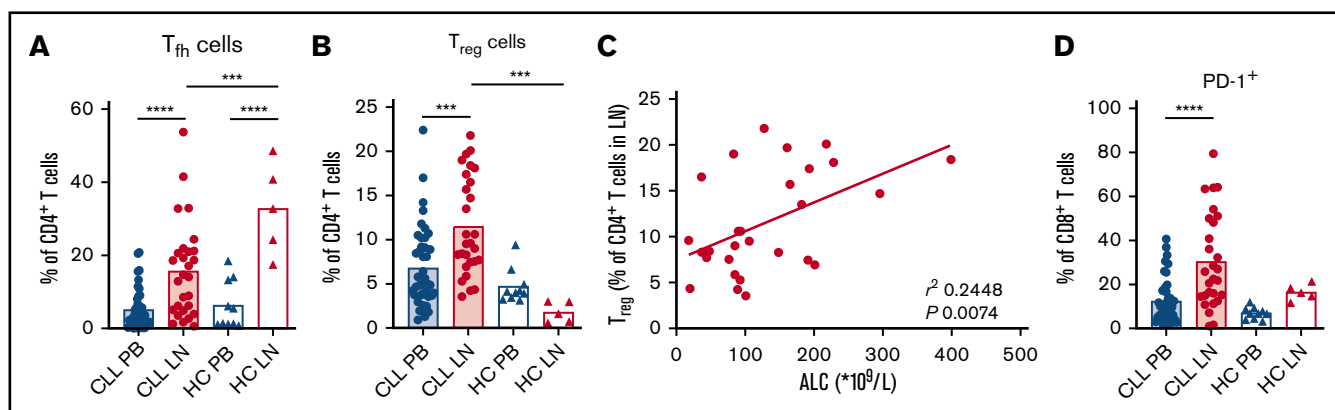 A
T_fh cells
***
****
****
% of CD4⁺ T cells
60
40
20
0
CLL PB
CLL LN
HC PB
HC LN
B
T_reg cells
***
***
% of CD4⁺ T cells
25
20
15
10
5
0
CLL PB
CLL LN
HC PB
HC LN
C
T_reg (% of CD4⁺ T cells in LN)
25
20
15
10
5
0
r² 0.2448
P 0.0074
0 100 200 300 400 500
ALC (*10⁹/L)
D
PD-1⁺
****
% of CD8⁺ T cells
100
80
60
40
20
0
CLL PB
CLL LN
HC PB
HC LN